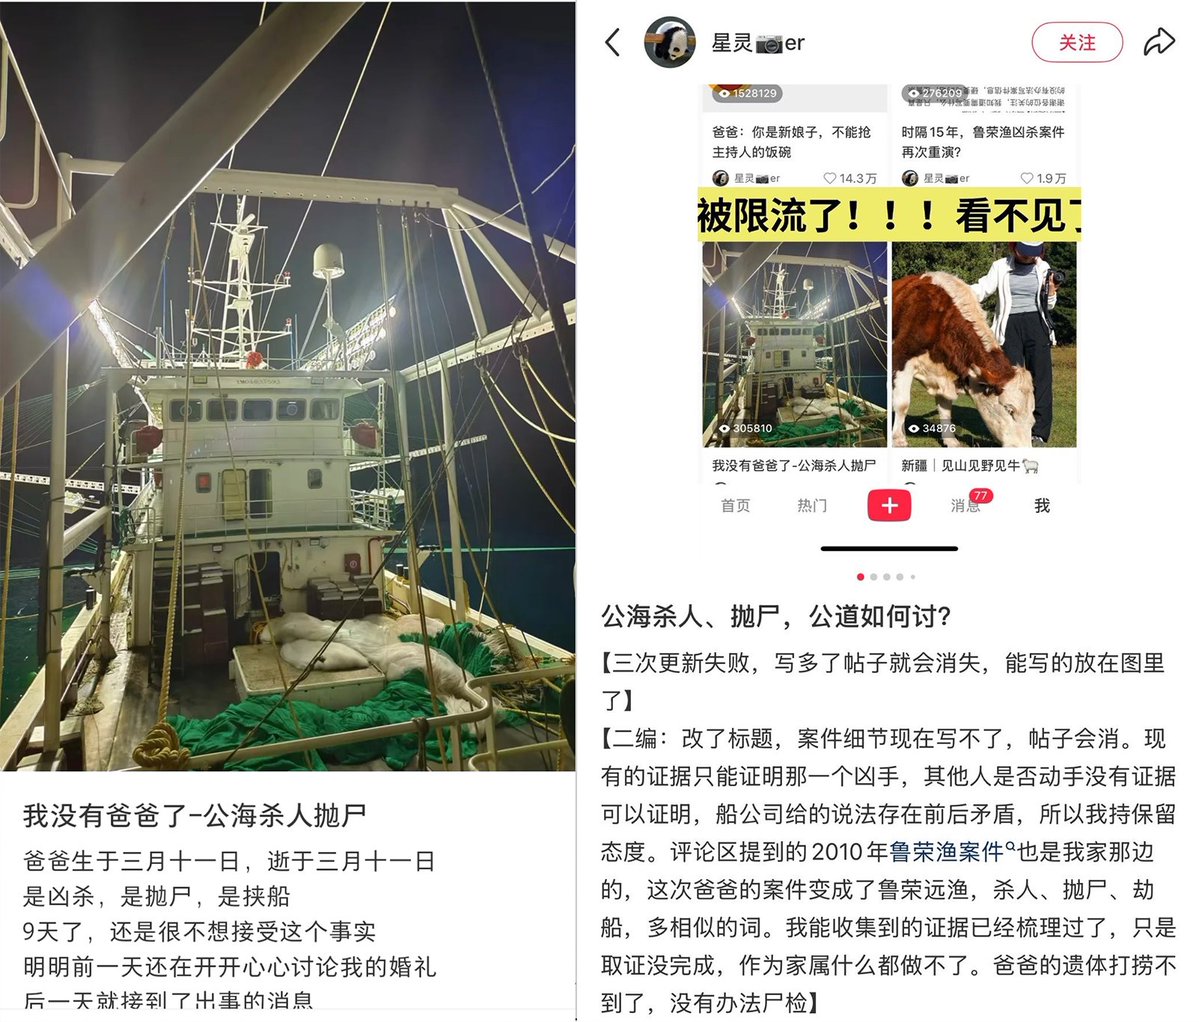 我没有爸爸了-公海杀人抛尸
爸爸生于三月十一日，逝于三月十一日
是凶杀，是抛尸，是挟船
9天了，还是很不想接受这个事实
明明前一天还在开开心心讨论我的婚礼
后一天就接到了出事的消息
星灵📷er
关注
1528129
276209
爸爸：你是新娘子，不能抢
主持人的饭碗
星灵📷er
14.3万
时隔15年，鲁荣渔凶杀案件
再次重演?
星灵📷er
1.9万
被限流了！！！看不见了
305810
34876
我没有爸爸了-公海杀人抛尸
新疆｜见山见野见牛🐑
首页
热门
消息
77
我
公海杀人、抛尸，公道如何讨?
【三次更新失败，写多了帖子就会消失，能写的放在图里
了】
【二编：改了标题，案件细节现在写不了，帖子会消。现
有的证据只能证明那一个凶手，其他人是否动手没有证据
可以证明，船公司给的说法存在前后矛盾，所以我持保留
态度。评论区提到的2010年鲁荣渔案件也是我家那边
的，这次爸爸的案件变成了鲁荣远渔，杀人、抛尸、劫
船，多相似的词。我能收集到的证据已经梳理过了，只是
取证没完成，作为家属什么都做不了。爸爸的遗体打捞不
到了，没有办法尸检】